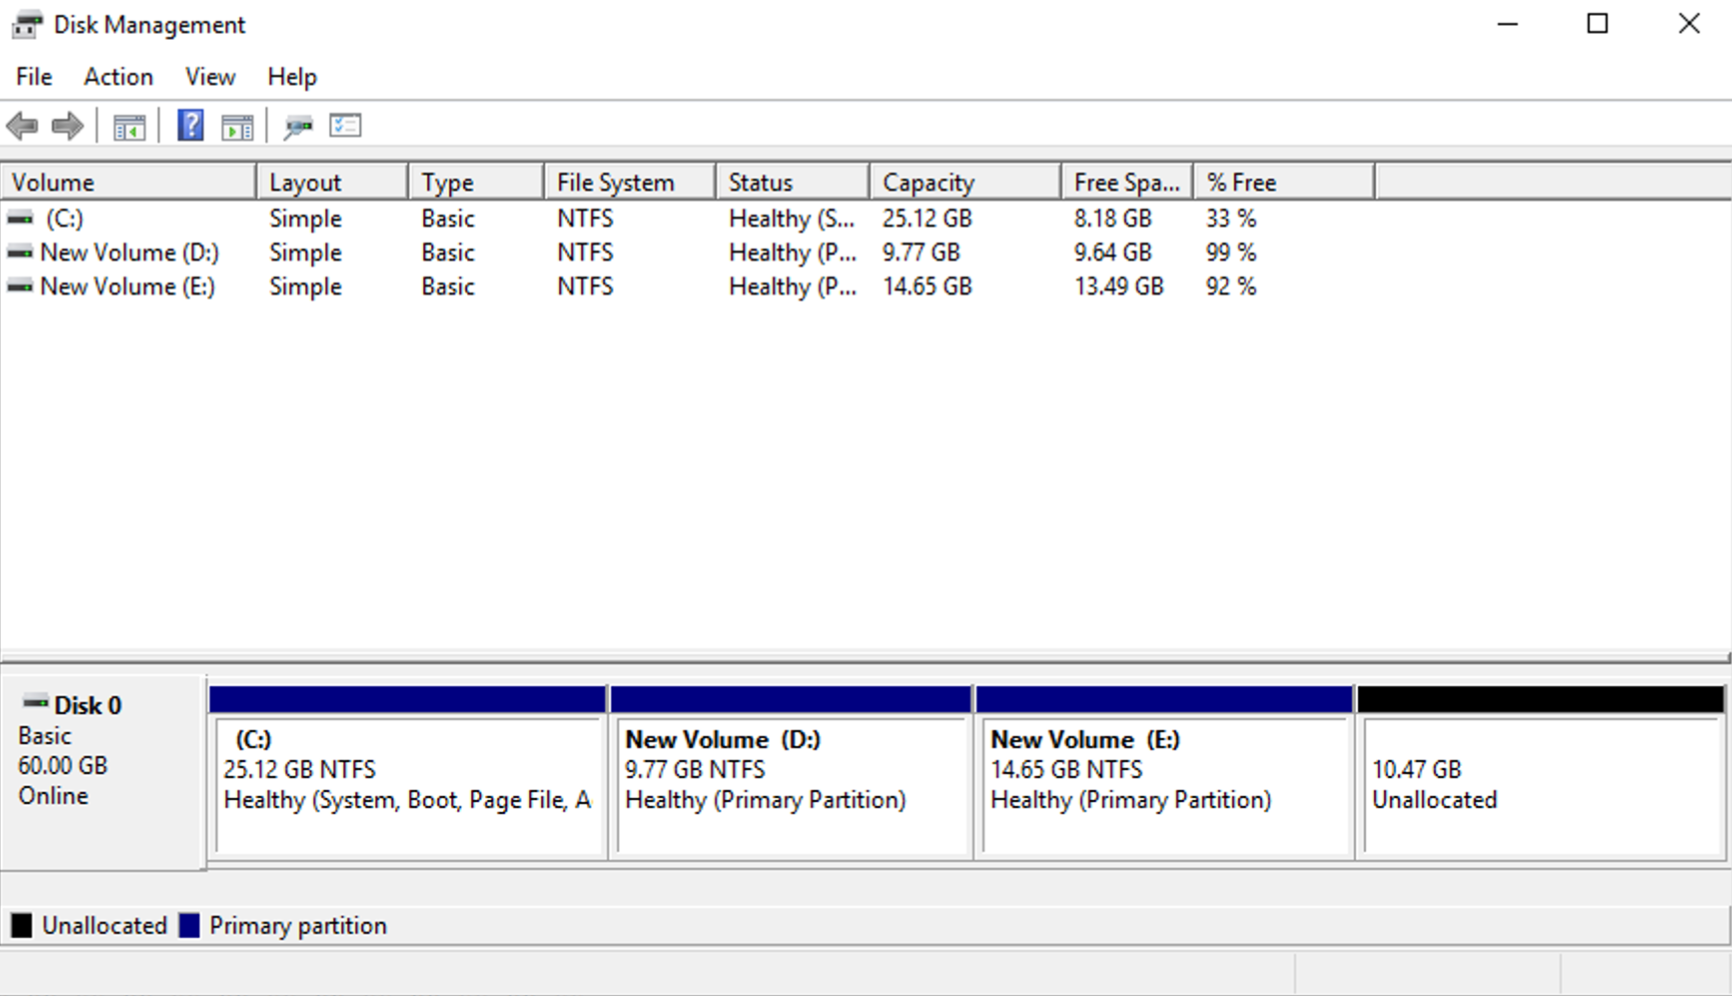 Disk Management
File Action View Help
Volume Layout Type File System Status Capacity Free Spa... % Free
(C:) Simple Basic NTFS Healthy (S... 25.12 GB 8.18 GB 33 %
New Volume (D:) Simple Basic NTFS Healthy (P... 9.77 GB 9.64 GB 99 %
New Volume (E:) Simple Basic NTFS Healthy (P... 14.65 GB 13.49 GB 92 %
Disk 0
Basic
60.00 GB
Online
(C:)
25.12 GB NTFS
Healthy (System, Boot, Page File, A
New Volume (D:)
9.77 GB NTFS
Healthy (Primary Partition)
New Volume (E:)
14.65 GB NTFS
Healthy (Primary Partition)
10.47 GB
Unallocated
Unallocated Primary partition